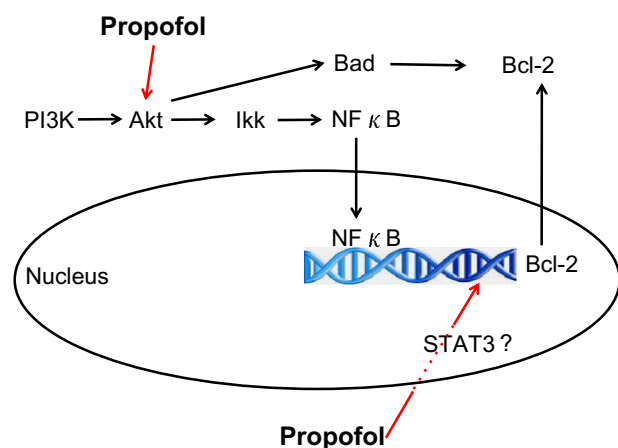 Propofol
Bad
Bcl-2
PI3K
Akt
Ikk
NF κ B
NF κ B
Nucleus
Bcl-2
STAT3 ?
Propofol